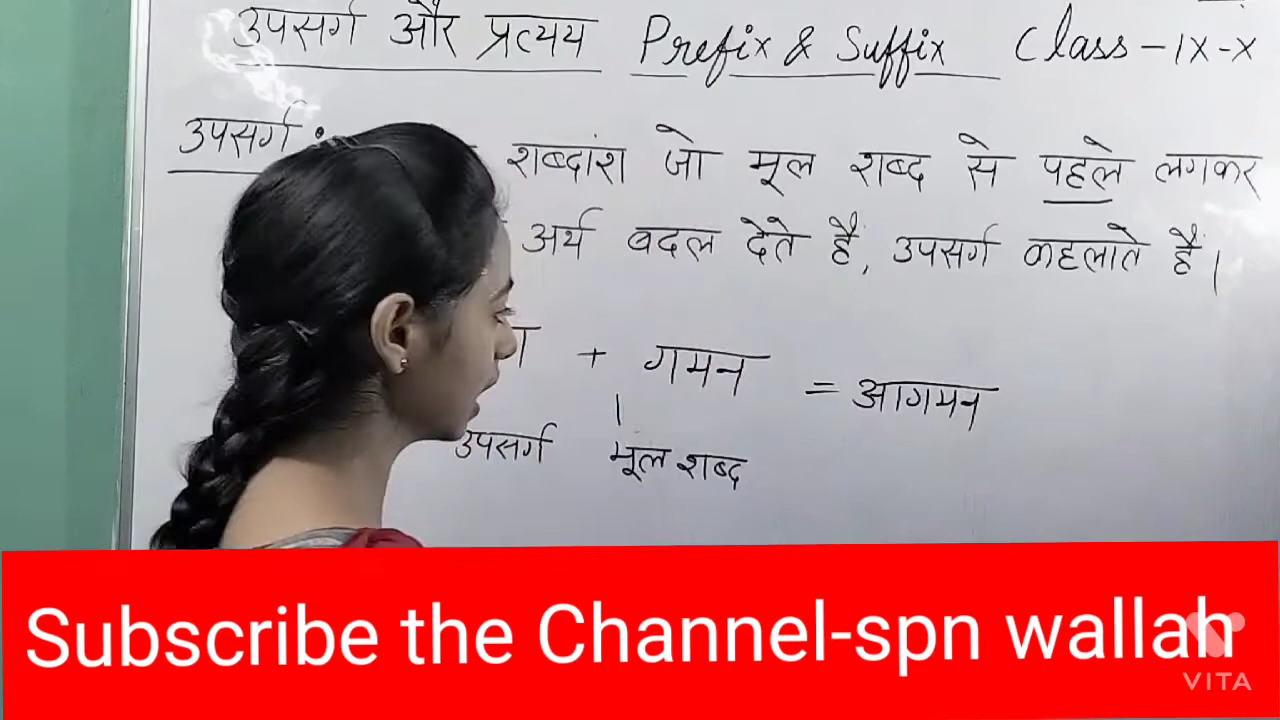 उपसर्ग और प्रत्यय Prefix & Suffix Class - IX - X
उपसर्ग : शब्दांश जो मूल शब्द से पहले लगकर
अर्थ बदल देते है, उपसर्ग कहलाते हैं।
+ गमन = आगमन
उपसर्ग मूल शब्द
Subscribe the Channel-spn wallah
VITA